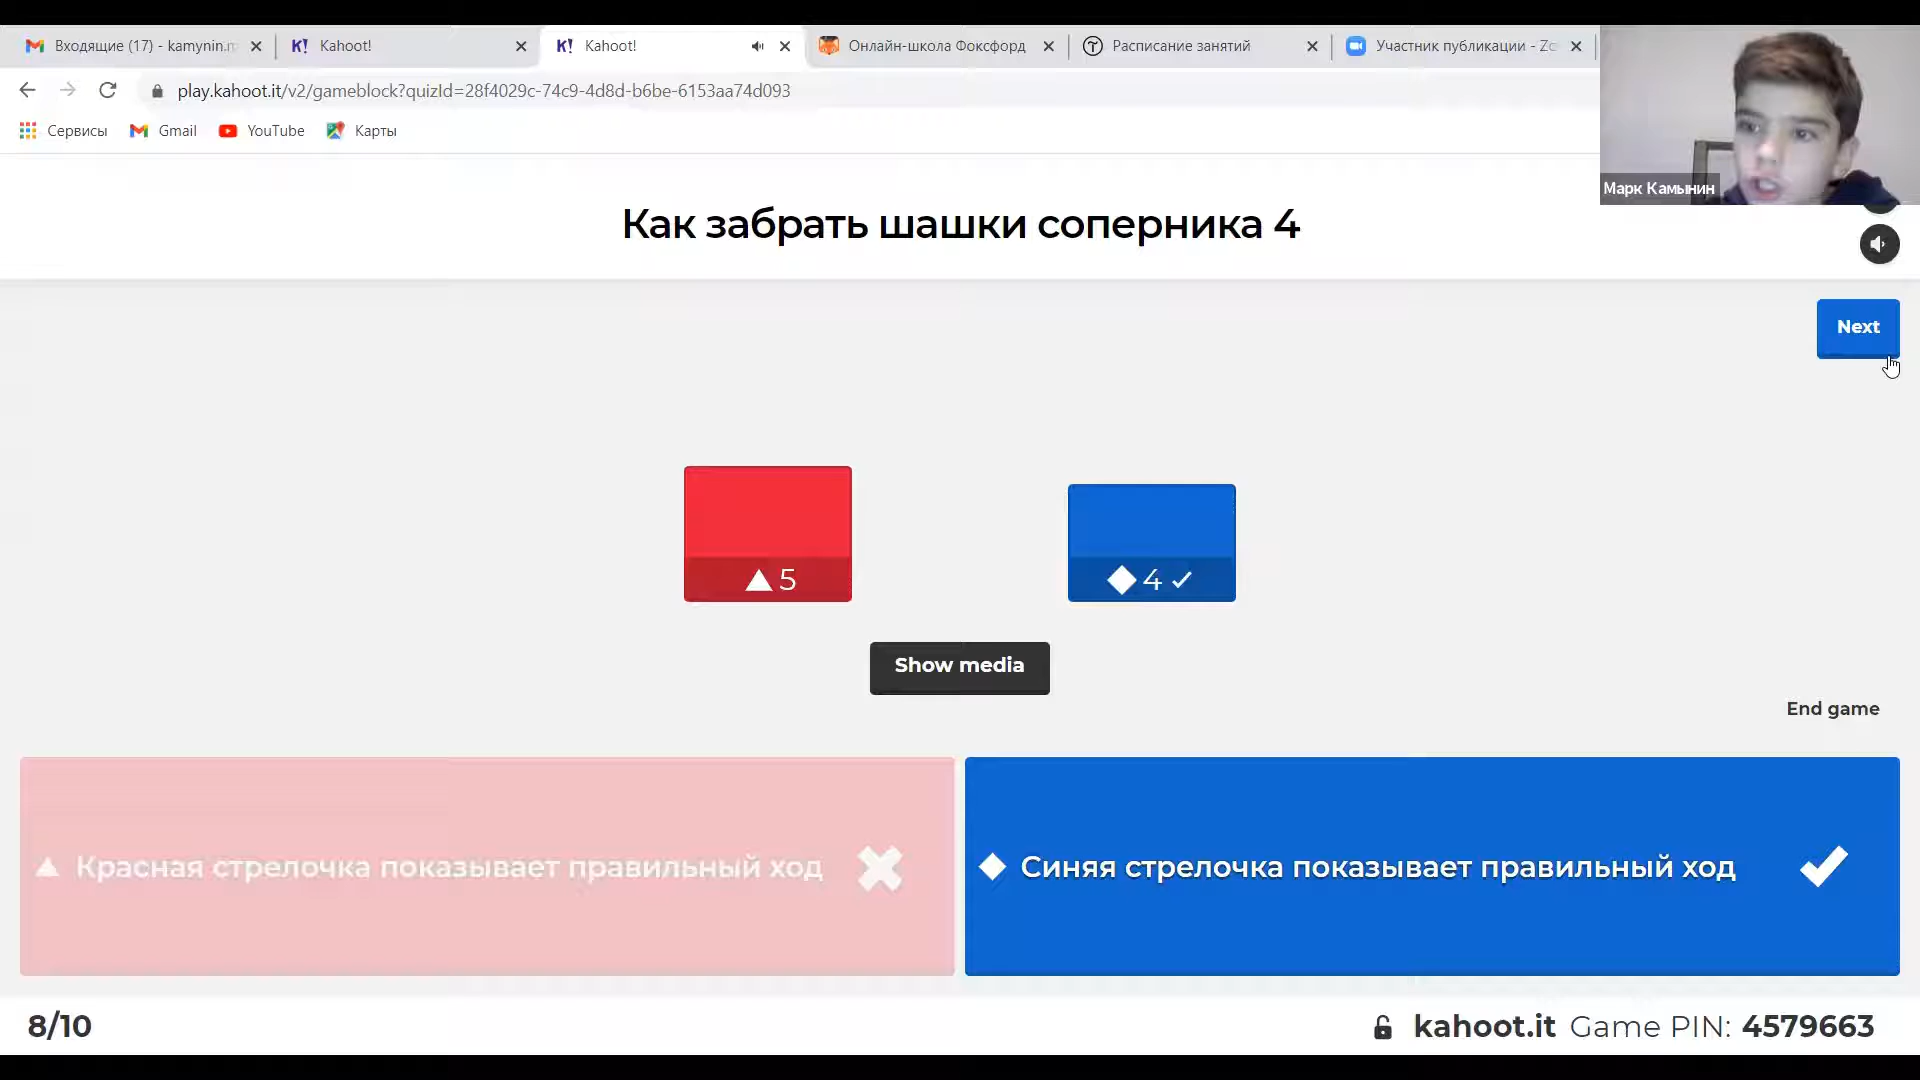 Входящие (17) - kamynin.m
Kahoot!
Kahoot!
Онлайн-школа Фоксфорд
Расписание занятий
Участник публикации - Zo
play.kahoot.it/v2/gameblock?quizId=28f4029c-74c9-4d8d-b6be-6153aa74d093
Сервисы
Gmail
YouTube
Карты
Марк Камынин
Как забрать шашки соперника 4
Next
5
4
Show media
End game
Красная стрелочка показывает правильный ход
Синяя стрелочка показывает правильный ход
8/10
kahoot.it Game PIN: 4579663